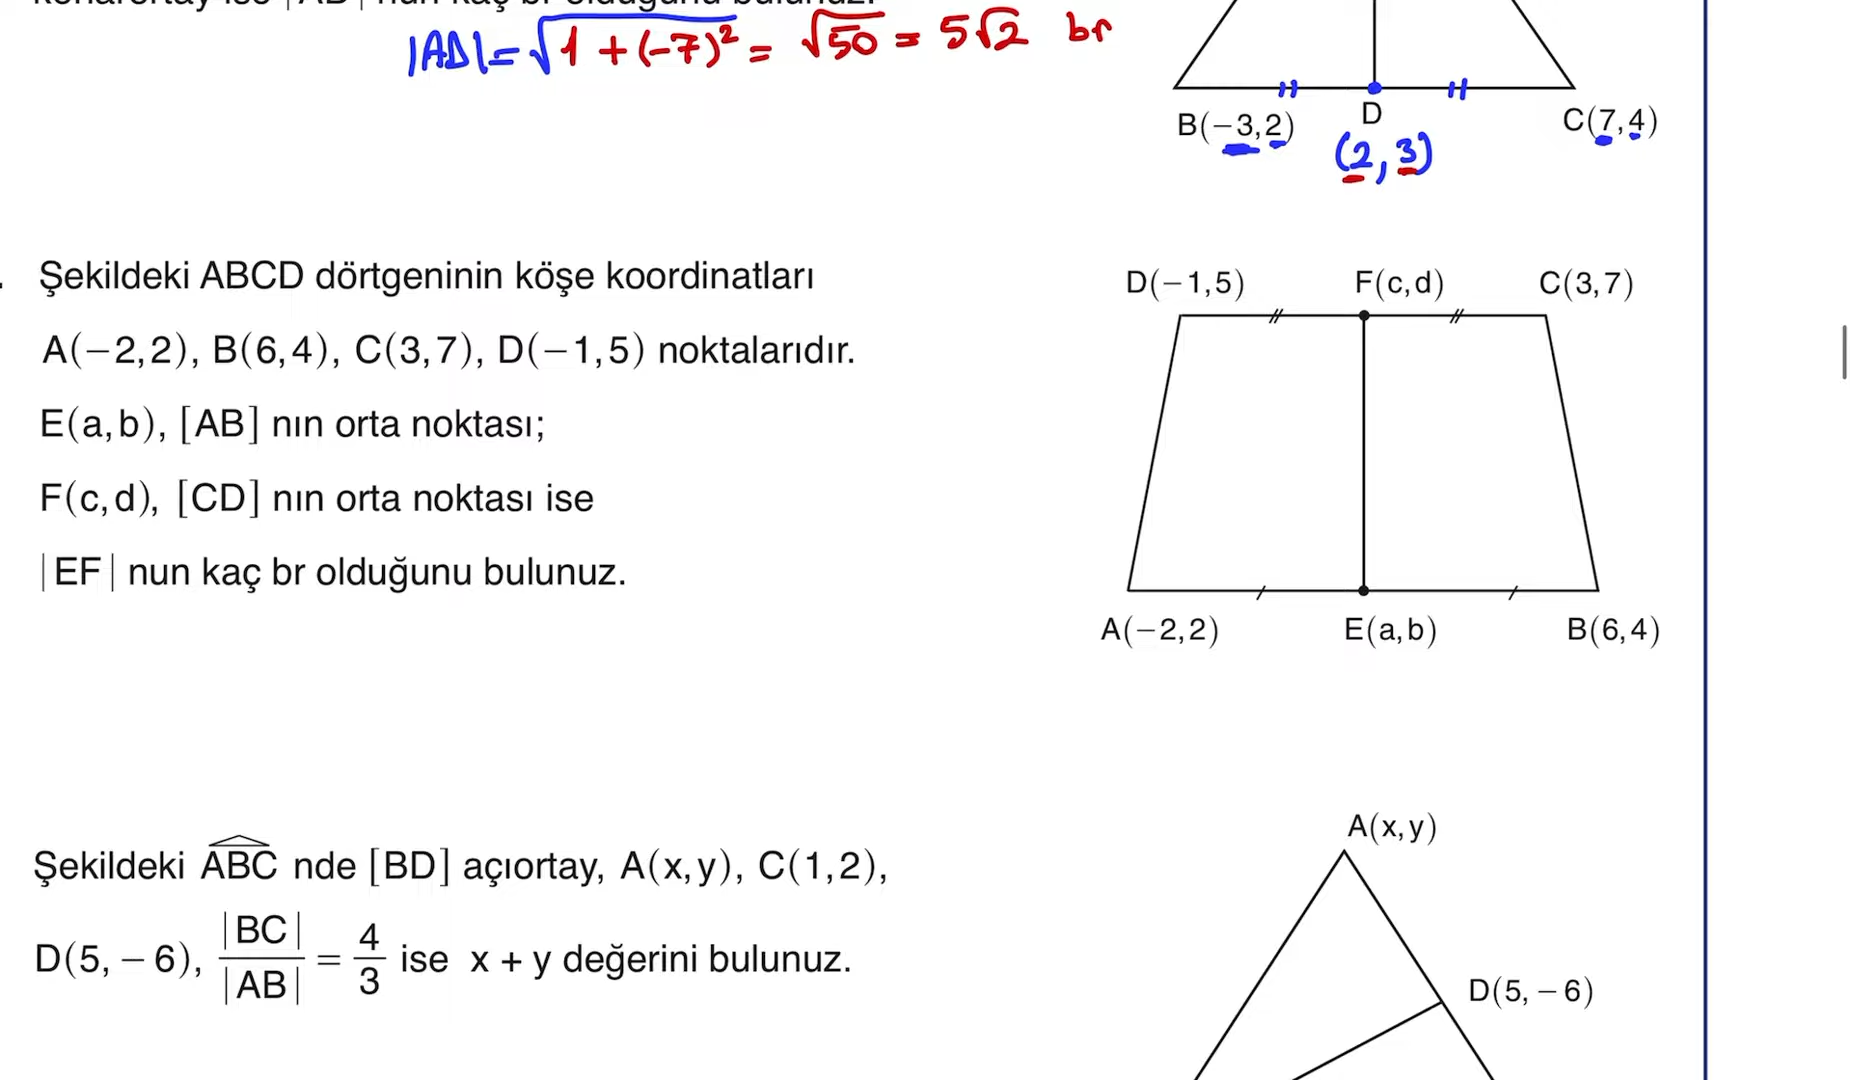 |AD|= √1+(-7)² = √50 = 5√2 br
B(−3,2)
D
C(7,4)
(2,3)
Şekildeki ABCD dörtgeninin köşe koordinatları
A(−2,2), B(6,4), C(3,7), D(−1,5) noktalarıdır.
E(a,b), [AB] nın orta noktası;
F(c,d), [CD] nın orta noktası ise
|EF| nun kaç br olduğunu bulunuz.
D(−1,5)
F(c,d)
C(3,7)
A(−2,2)
E(a,b)
B(6,4)
Şekildeki ABC nde [BD] açıortay, A(x,y), C(1,2),
D(5,−6), |BC|/|AB| = 4/3 ise x + y değerini bulunuz.
A(x,y)
D(5,−6)